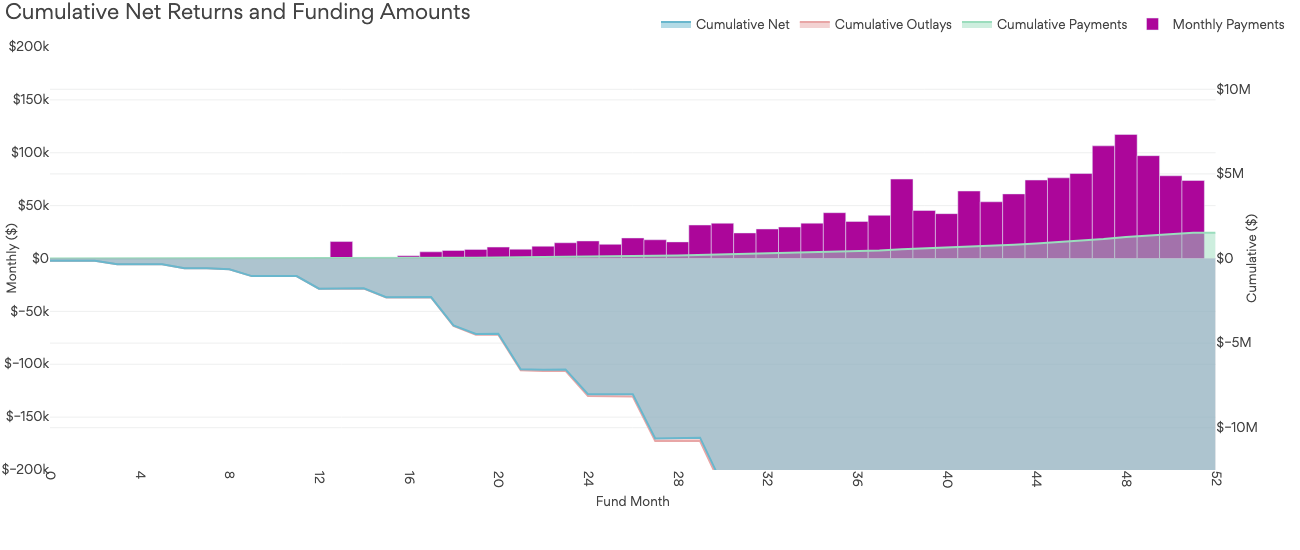 Cumulative Net Returns and Funding Amounts
Cumulative Net
Cumulative Outlays
Cumulative Payments
Monthly Payments
$200k
$150k
$100k
$50k
$0
$−50k
$−100k
$−150k
$−200k
Monthly ($)
$10M
$5M
$0
$−5M
$−10M
Cumulative ($)
0
4
8
12
16
20
24
28
32
36
40
44
48
52
Fund Month